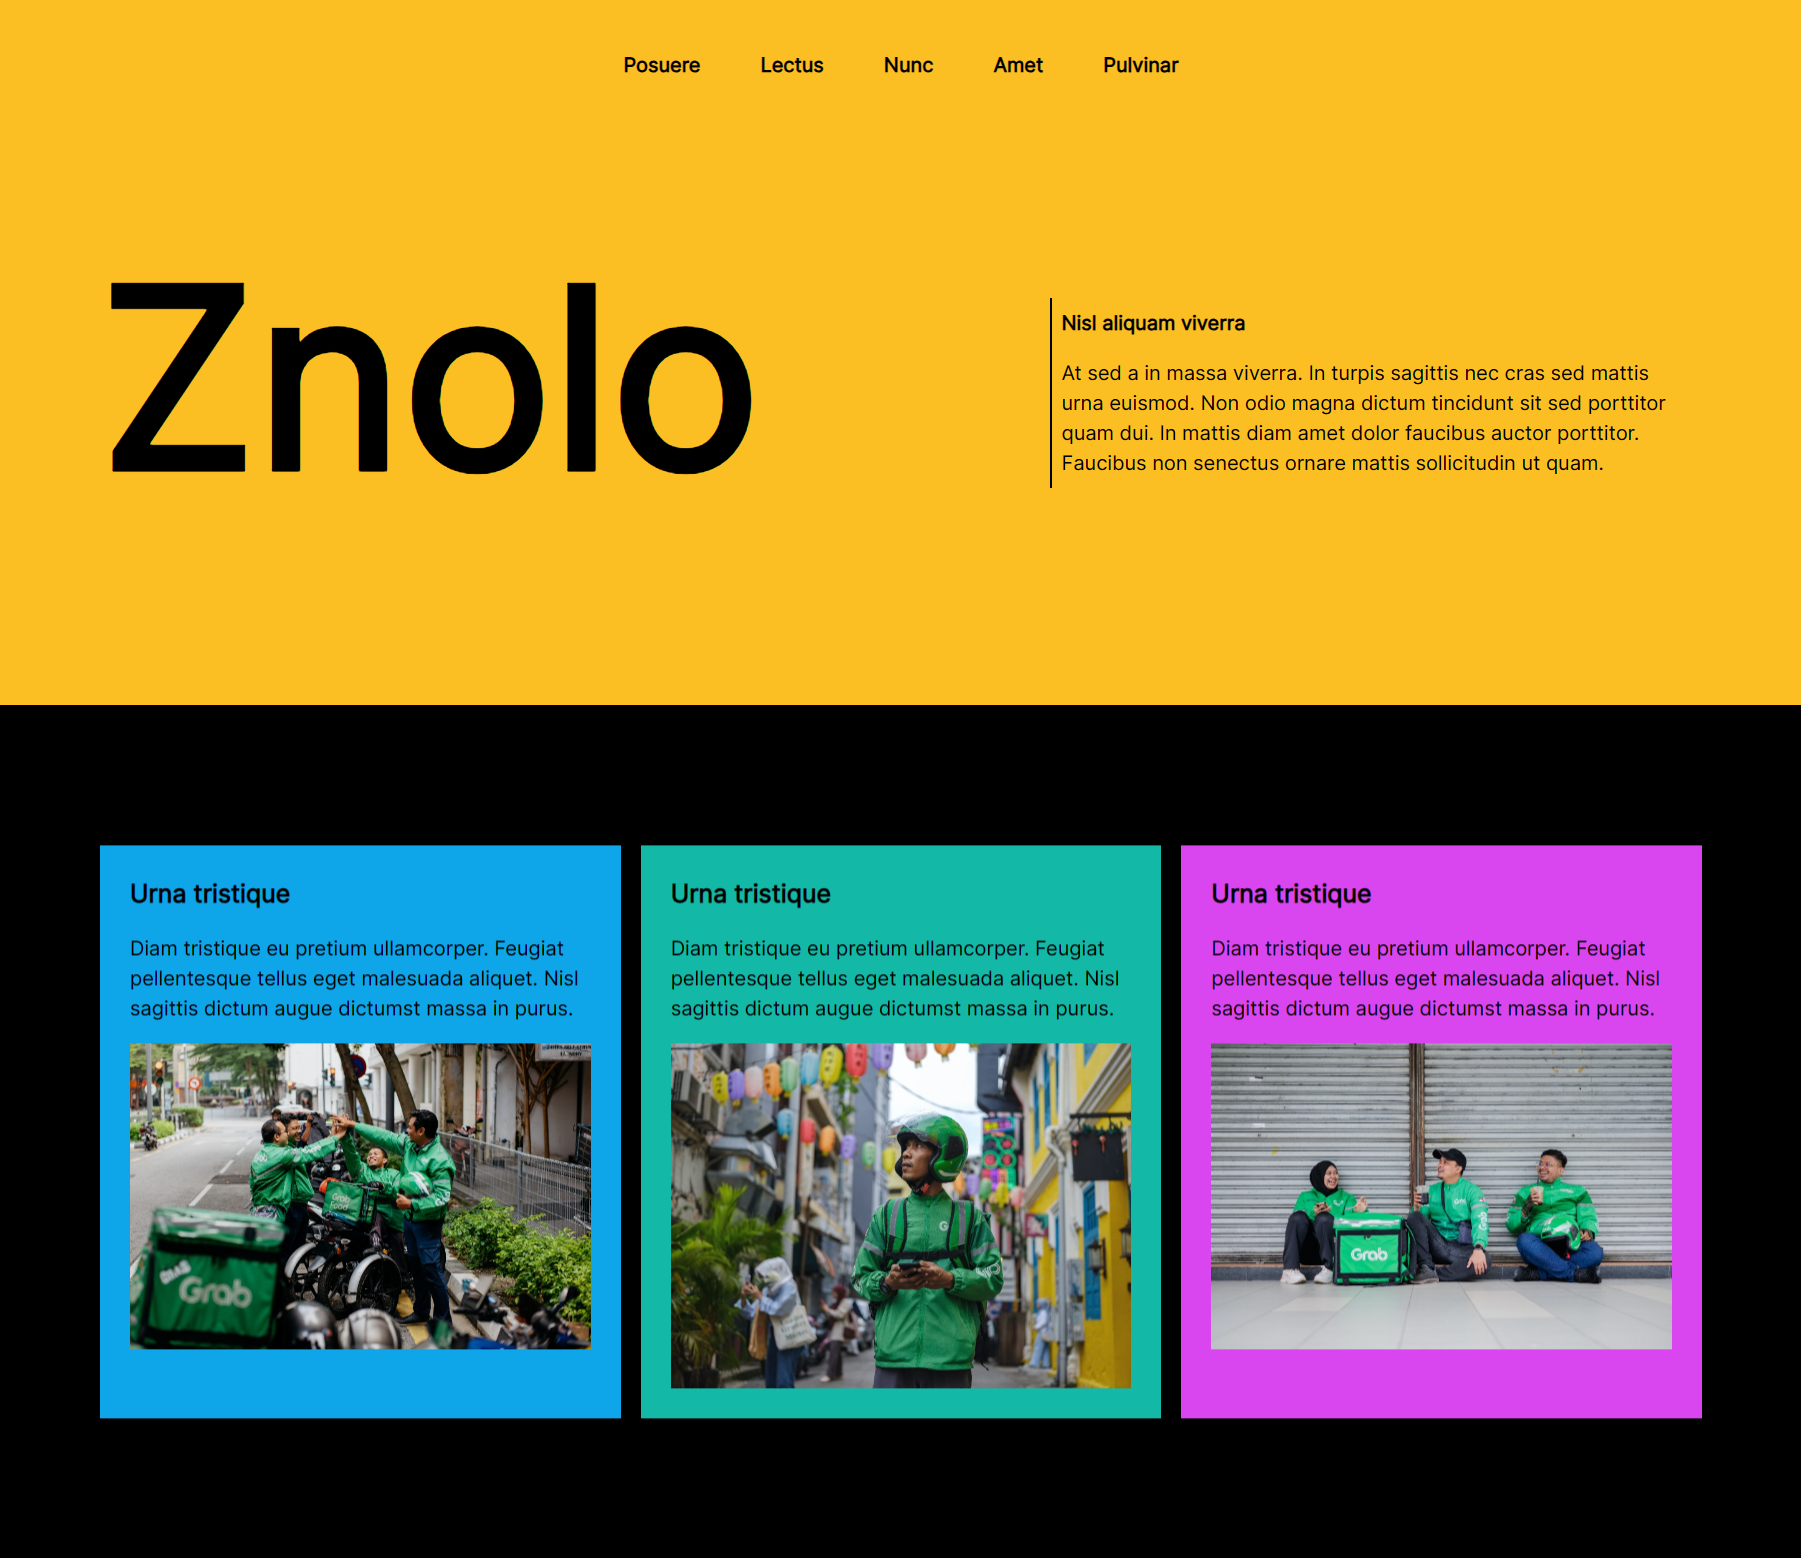 Posuere Lectus Nunc Amet Pulvinar
Znolo
Nisl aliquam viverra
At sed a in massa viverra. In turpis sagittis nec cras sed mattis
urna euismod. Non odio magna dictum tincidunt sit sed porttitor
quam dui. In mattis diam amet dolor faucibus auctor porttitor.
Faucibus non senectus ornare mattis sollicitudin ut quam.
Urna tristique
Diam tristique eu pretium ullamcorper. Feugiat
pellentesque tellus eget malesuada aliquet. Nisl
sagittis dictum augue dictumst massa in purus.
Grab
Grab
Food
Grab
Urna tristique
Diam tristique eu pretium ullamcorper. Feugiat
pellentesque tellus eget malesuada aliquet. Nisl
sagittis dictum augue dictumst massa in purus.
G
Urna tristique
Diam tristique eu pretium ullamcorper. Feugiat
pellentesque tellus eget malesuada aliquet. Nisl
sagittis dictum augue dictumst massa in purus.
Grab